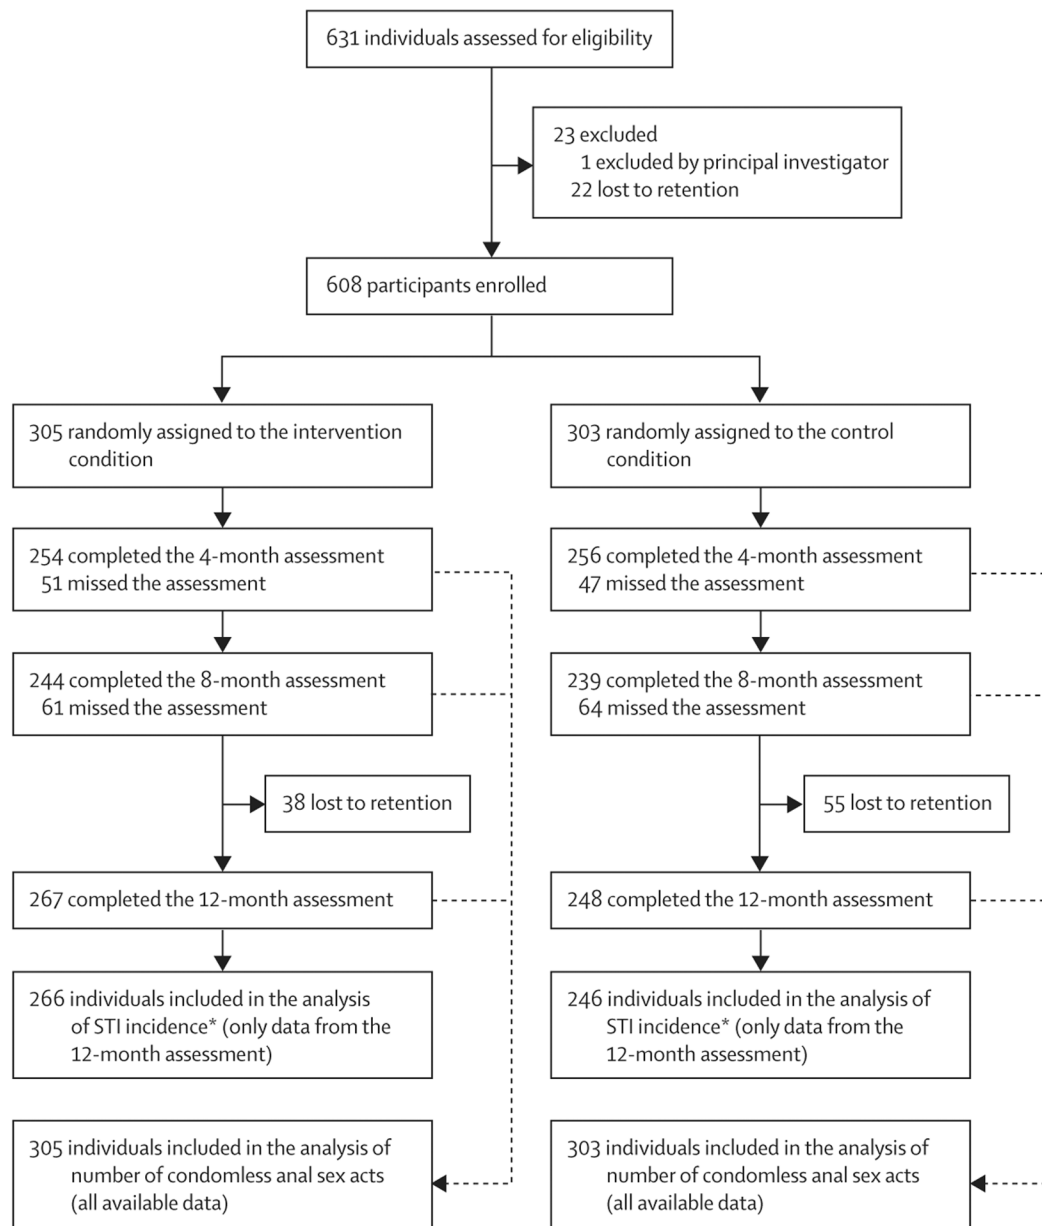 631 individuals assessed for eligibility
23 excluded
1 excluded by principal investigator
22 lost to retention
608 participants enrolled
305 randomly assigned to the intervention
condition
303 randomly assigned to the control
condition
254 completed the 4-month assessment
51 missed the assessment
256 completed the 4-month assessment
47 missed the assessment
244 completed the 8-month assessment
61 missed the assessment
239 completed the 8-month assessment
64 missed the assessment
38 lost to retention
55 lost to retention
267 completed the 12-month assessment
248 completed the 12-month assessment
266 individuals included in the analysis
of STI incidence* (only data from the
12-month assessment)
246 individuals included in the analysis of
STI incidence* (only data from the
12-month assessment)
305 individuals included in the analysis of
number of condomless anal sex acts
(all available data)
303 individuals included in the analysis of
number of condomless anal sex acts
(all available data)